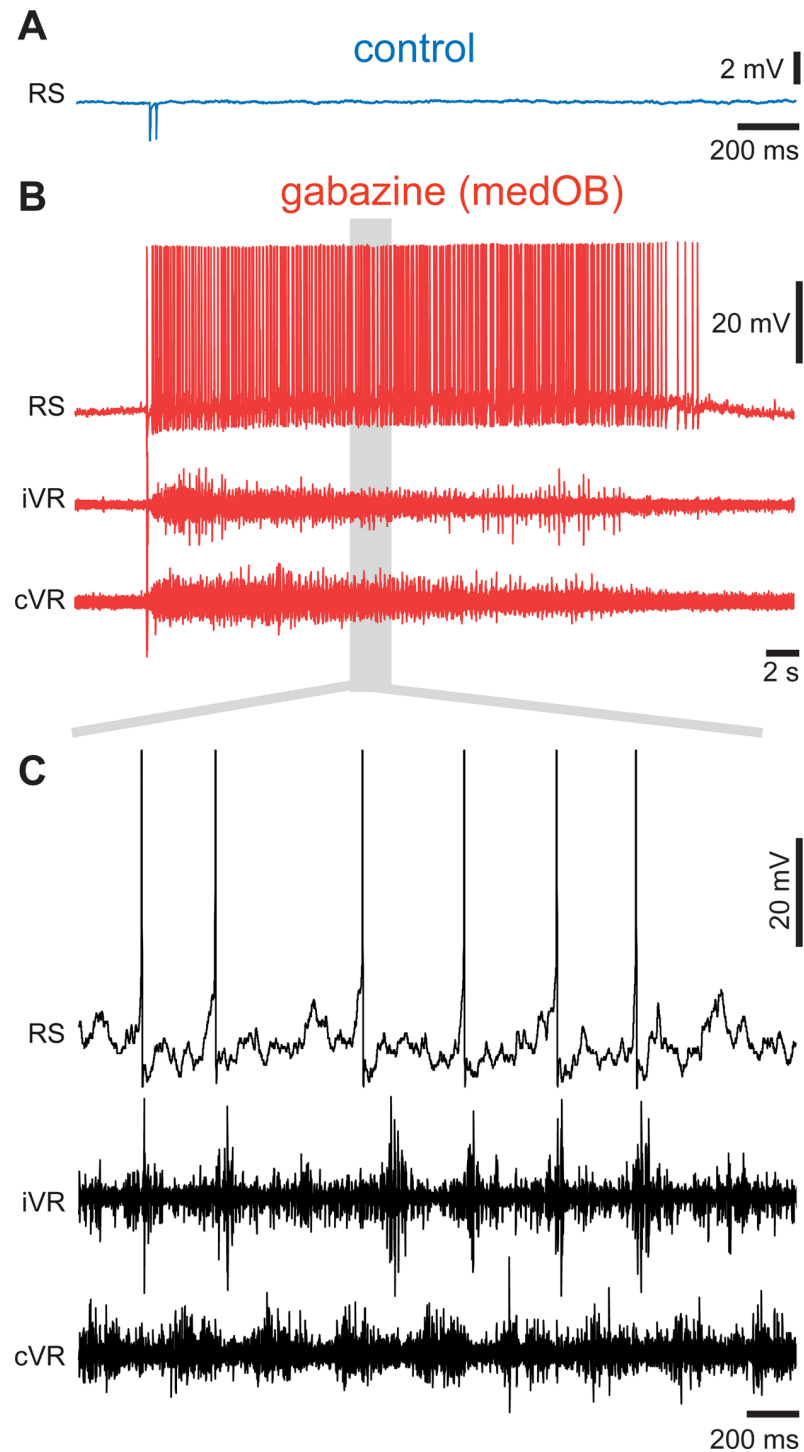 A
control
2 mV
RS
200 ms
B
gabazine (medOB)
20 mV
RS
iVR
cVR
2 s
C
20 mV
RS
iVR
cVR
200 ms